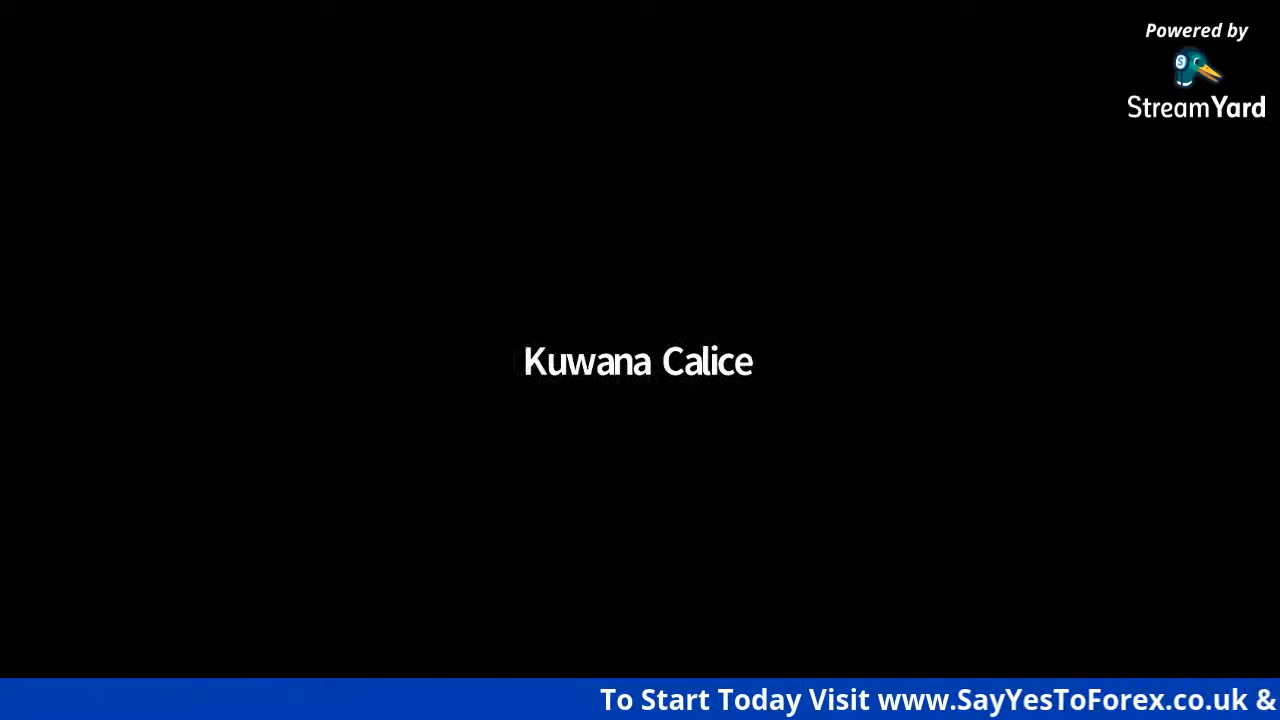 Powered by
S
StreamYard
Kuwana Calice
To Start Today Visit www.SayYesToForex.co.uk &